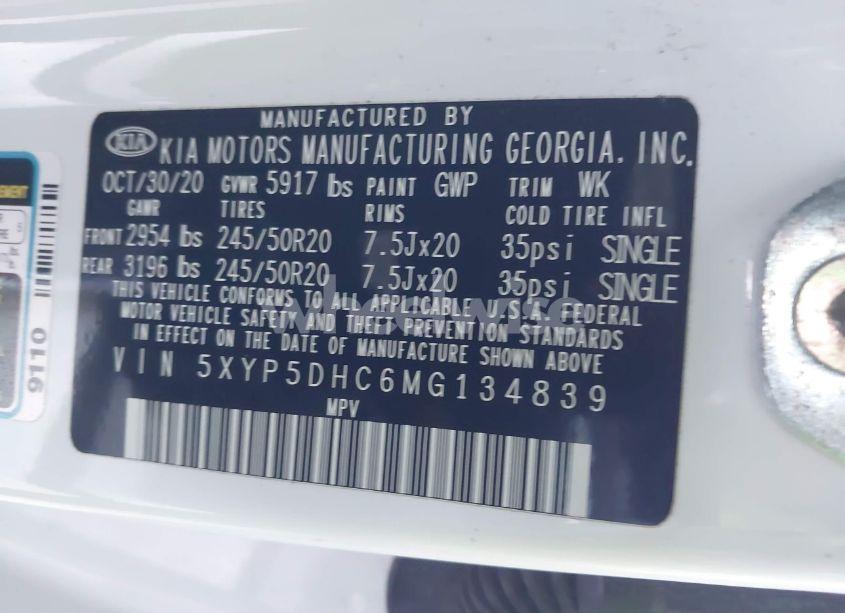 MANUFACTURED BY
KIA KIA MOTORS MANUFACTURING GEORGIA, INC.
OCT/30/20 GVWR 5917 lbs PAINT GWP TRIM WK
GAWR TIRES RIMS COLD TIRE INFL
FRONT 2954 lbs 245/50R20 7.5Jx20 35psi SINGLE
REAR 3196 lbs 245/50R20 7.5Jx20 35psi SINGLE
THIS VEHICLE CONFORMS TO ALL APPLICABLE U.S.A. FEDERAL
MOTOR VEHICLE SAFETY AND THEFT PREVENTION STANDARDS
IN EFFECT ON THE DATE OF MANUFACTURE SHOWN ABOVE
VIN 5XYP5DHC6MG134839
MPV
9110